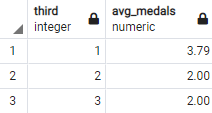 third avg_medals
integer numeric
1 1 3.79
2 2 2.00
3 3 2.00